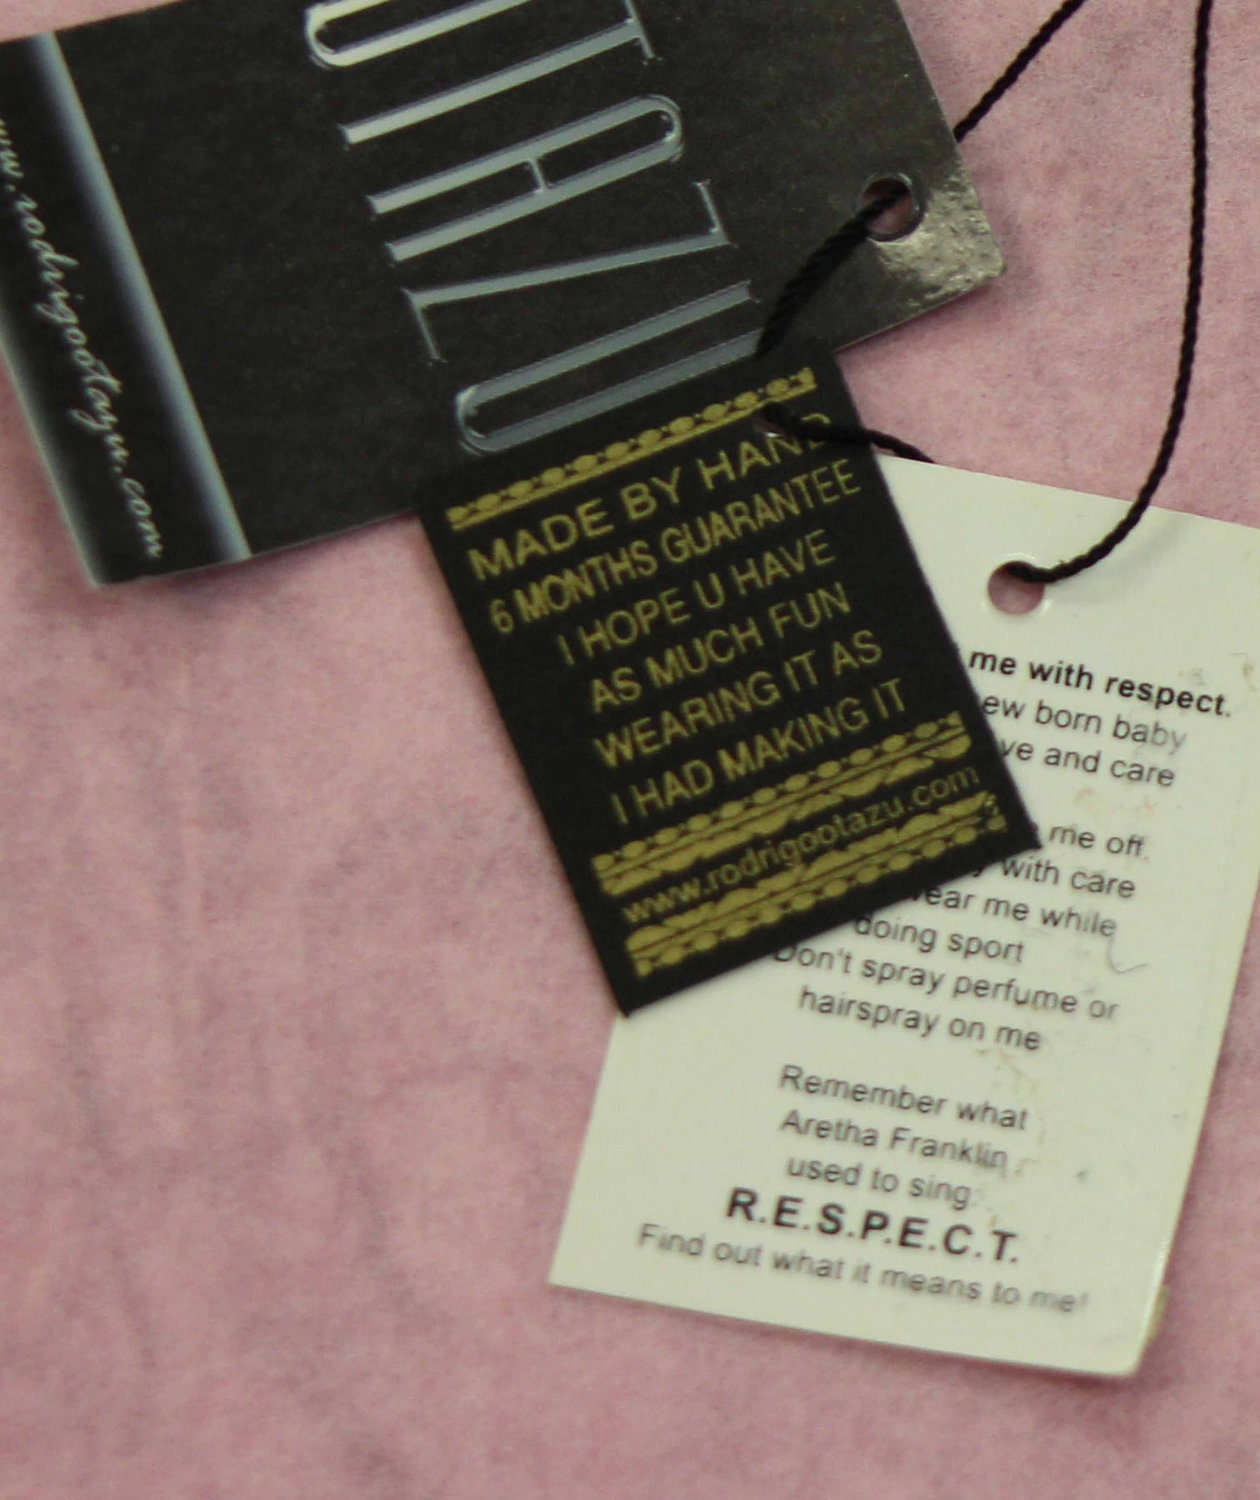 OTAZU
www.rodrigootazu.com
MADE BY HAND
6 MONTHS GUARANTEE
I HOPE U HAVE
AS MUCH FUN
WEARING IT AS
I HAD MAKING IT
www.rodrigootazu.com
me with respect.
born baby
and care
me off.
with care
me while
doing sport
Don't spray perfume or
hairspray on me
Remember what
Aretha Franklin
used to sing:
R.E.S.P.E.C.T.
Find out what it means to me!